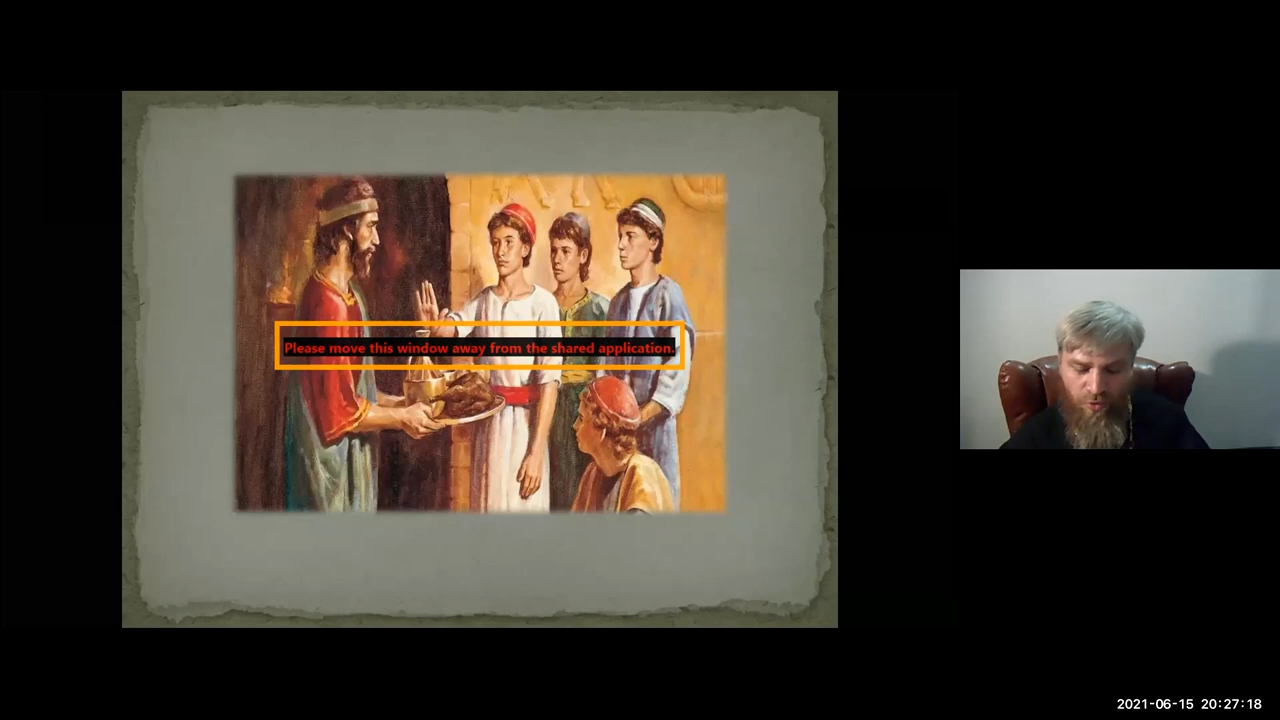 Please move this window away from the shared application.
2021-06-15 20:27:18